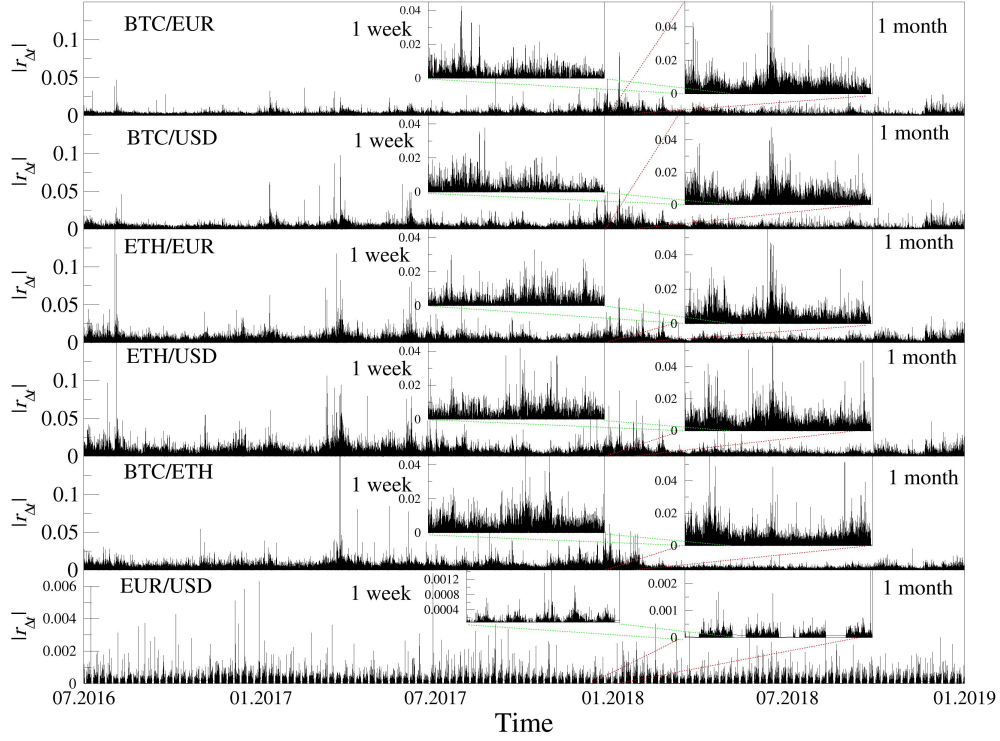 BTC/EUR
1 week
1 month
|r_Δt|
0.1
0.05
0
0.04
0.02
0
0.04
0.02
0
BTC/USD
1 week
1 month
|r_Δt|
0.1
0.05
0
0.04
0.02
0
0.04
0.02
0
ETH/EUR
1 week
1 month
|r_Δt|
0.1
0.05
0
0.04
0.02
0
0.04
0.02
0
ETH/USD
1 week
1 month
|r_Δt|
0.1
0.05
0
0.04
0.02
0
0.04
0.02
0
BTC/ETH
1 week
1 month
|r_Δt|
0.1
0.05
0
0.04
0.02
0
0.04
0.02
0
EUR/USD
1 week
1 month
|r_Δt|
0.006
0.004
0.002
0
0.0012
0.0008
0.0004
0.002
0.001
0
07.2016 01.2017 07.2017 01.2018 07.2018 01.2019
Time